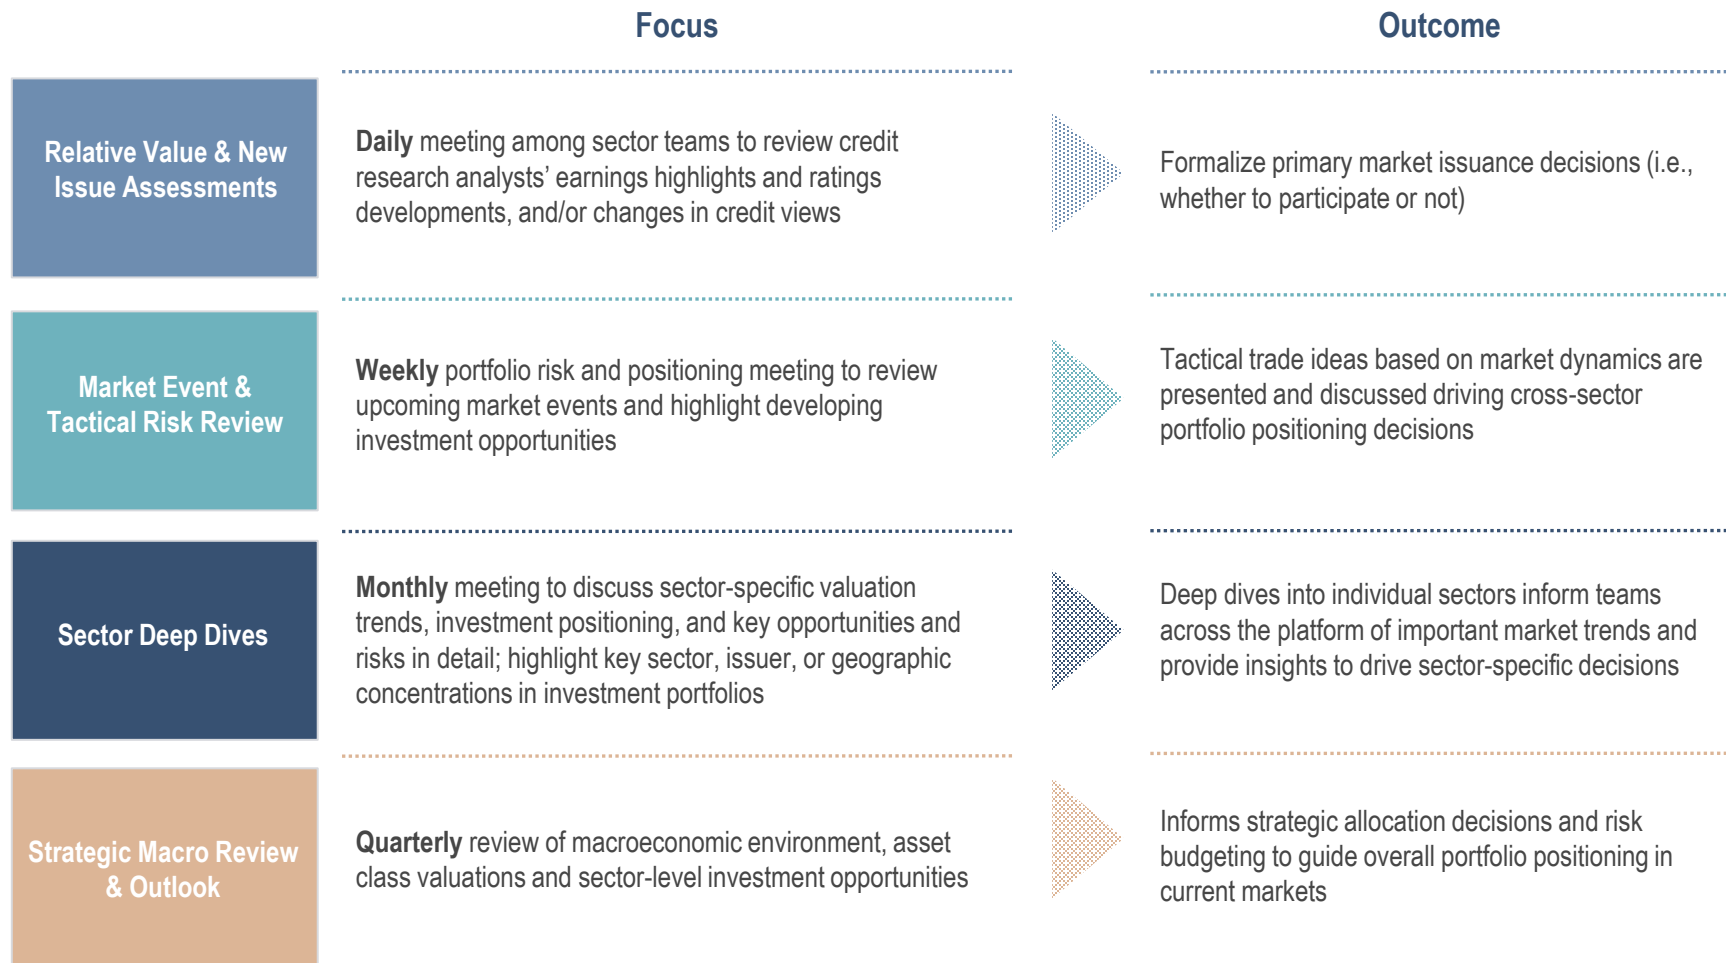 Focus
Outcome
Relative Value & New
Issue Assessments
Daily meeting among sector teams to review credit
research analysts’ earnings highlights and ratings
developments, and/or changes in credit views
Formalize primary market issuance decisions (i.e.,
whether to participate or not)
Market Event &
Tactical Risk Review
Weekly portfolio risk and positioning meeting to review
upcoming market events and highlight developing
investment opportunities
Tactical trade ideas based on market dynamics are
presented and discussed driving cross-sector
portfolio positioning decisions
Sector Deep Dives
Monthly meeting to discuss sector-specific valuation
trends, investment positioning, and key opportunities and
risks in detail; highlight key sector, issuer, or geographic
concentrations in investment portfolios
Deep dives into individual sectors inform teams
across the platform of important market trends and
provide insights to drive sector-specific decisions
Strategic Macro Review
& Outlook
Quarterly review of macroeconomic environment, asset
class valuations and sector-level investment opportunities
Informs strategic allocation decisions and risk
budgeting to guide overall portfolio positioning in
current markets